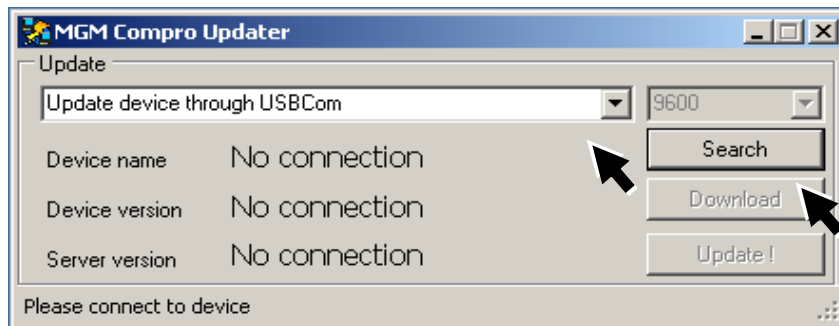 MGM Compro Updater
Update
Update device through USBCom 9600
Device name No connection Search
Device version No connection Download
Server version No connection Update !
Please connect to device